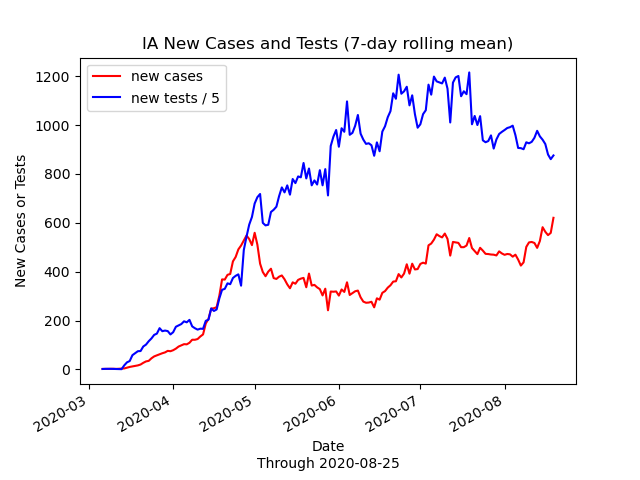 IA New Cases and Tests (7-day rolling mean)
new cases
new tests / 5
1200
1000
800
600
400
200
0
New Cases or Tests
2020-03
2020-04
2020-05
2020-06
2020-07
2020-08
Date
Through 2020-08-25